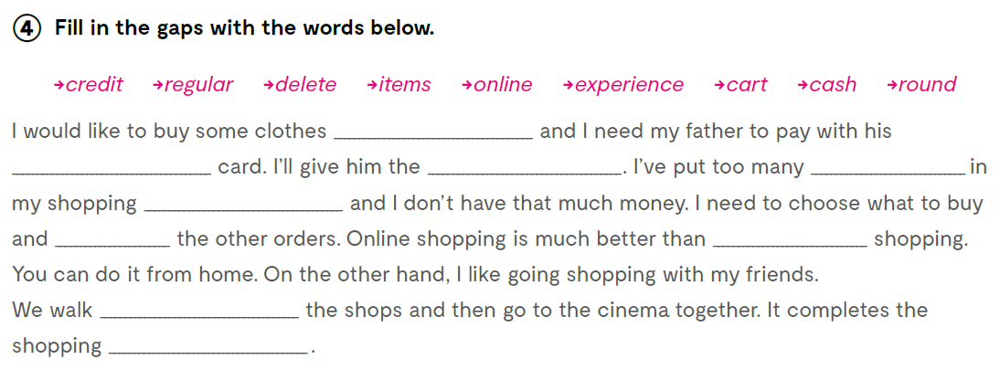 4 Fill in the gaps with the words below.
→credit →regular →delete →items →online →experience →cart →cash →round
I would like to buy some clothes ____________ and I need my father to pay with his
____________ card. I’ll give him the ____________. I’ve put too many ____________ in
my shopping ____________ and I don’t have that much money. I need to choose what to buy
and ____________ the other orders. Online shopping is much better than ____________ shopping.
You can do it from home. On the other hand, I like going shopping with my friends.
We walk ____________ the shops and then go to the cinema together. It completes the
shopping ____________.